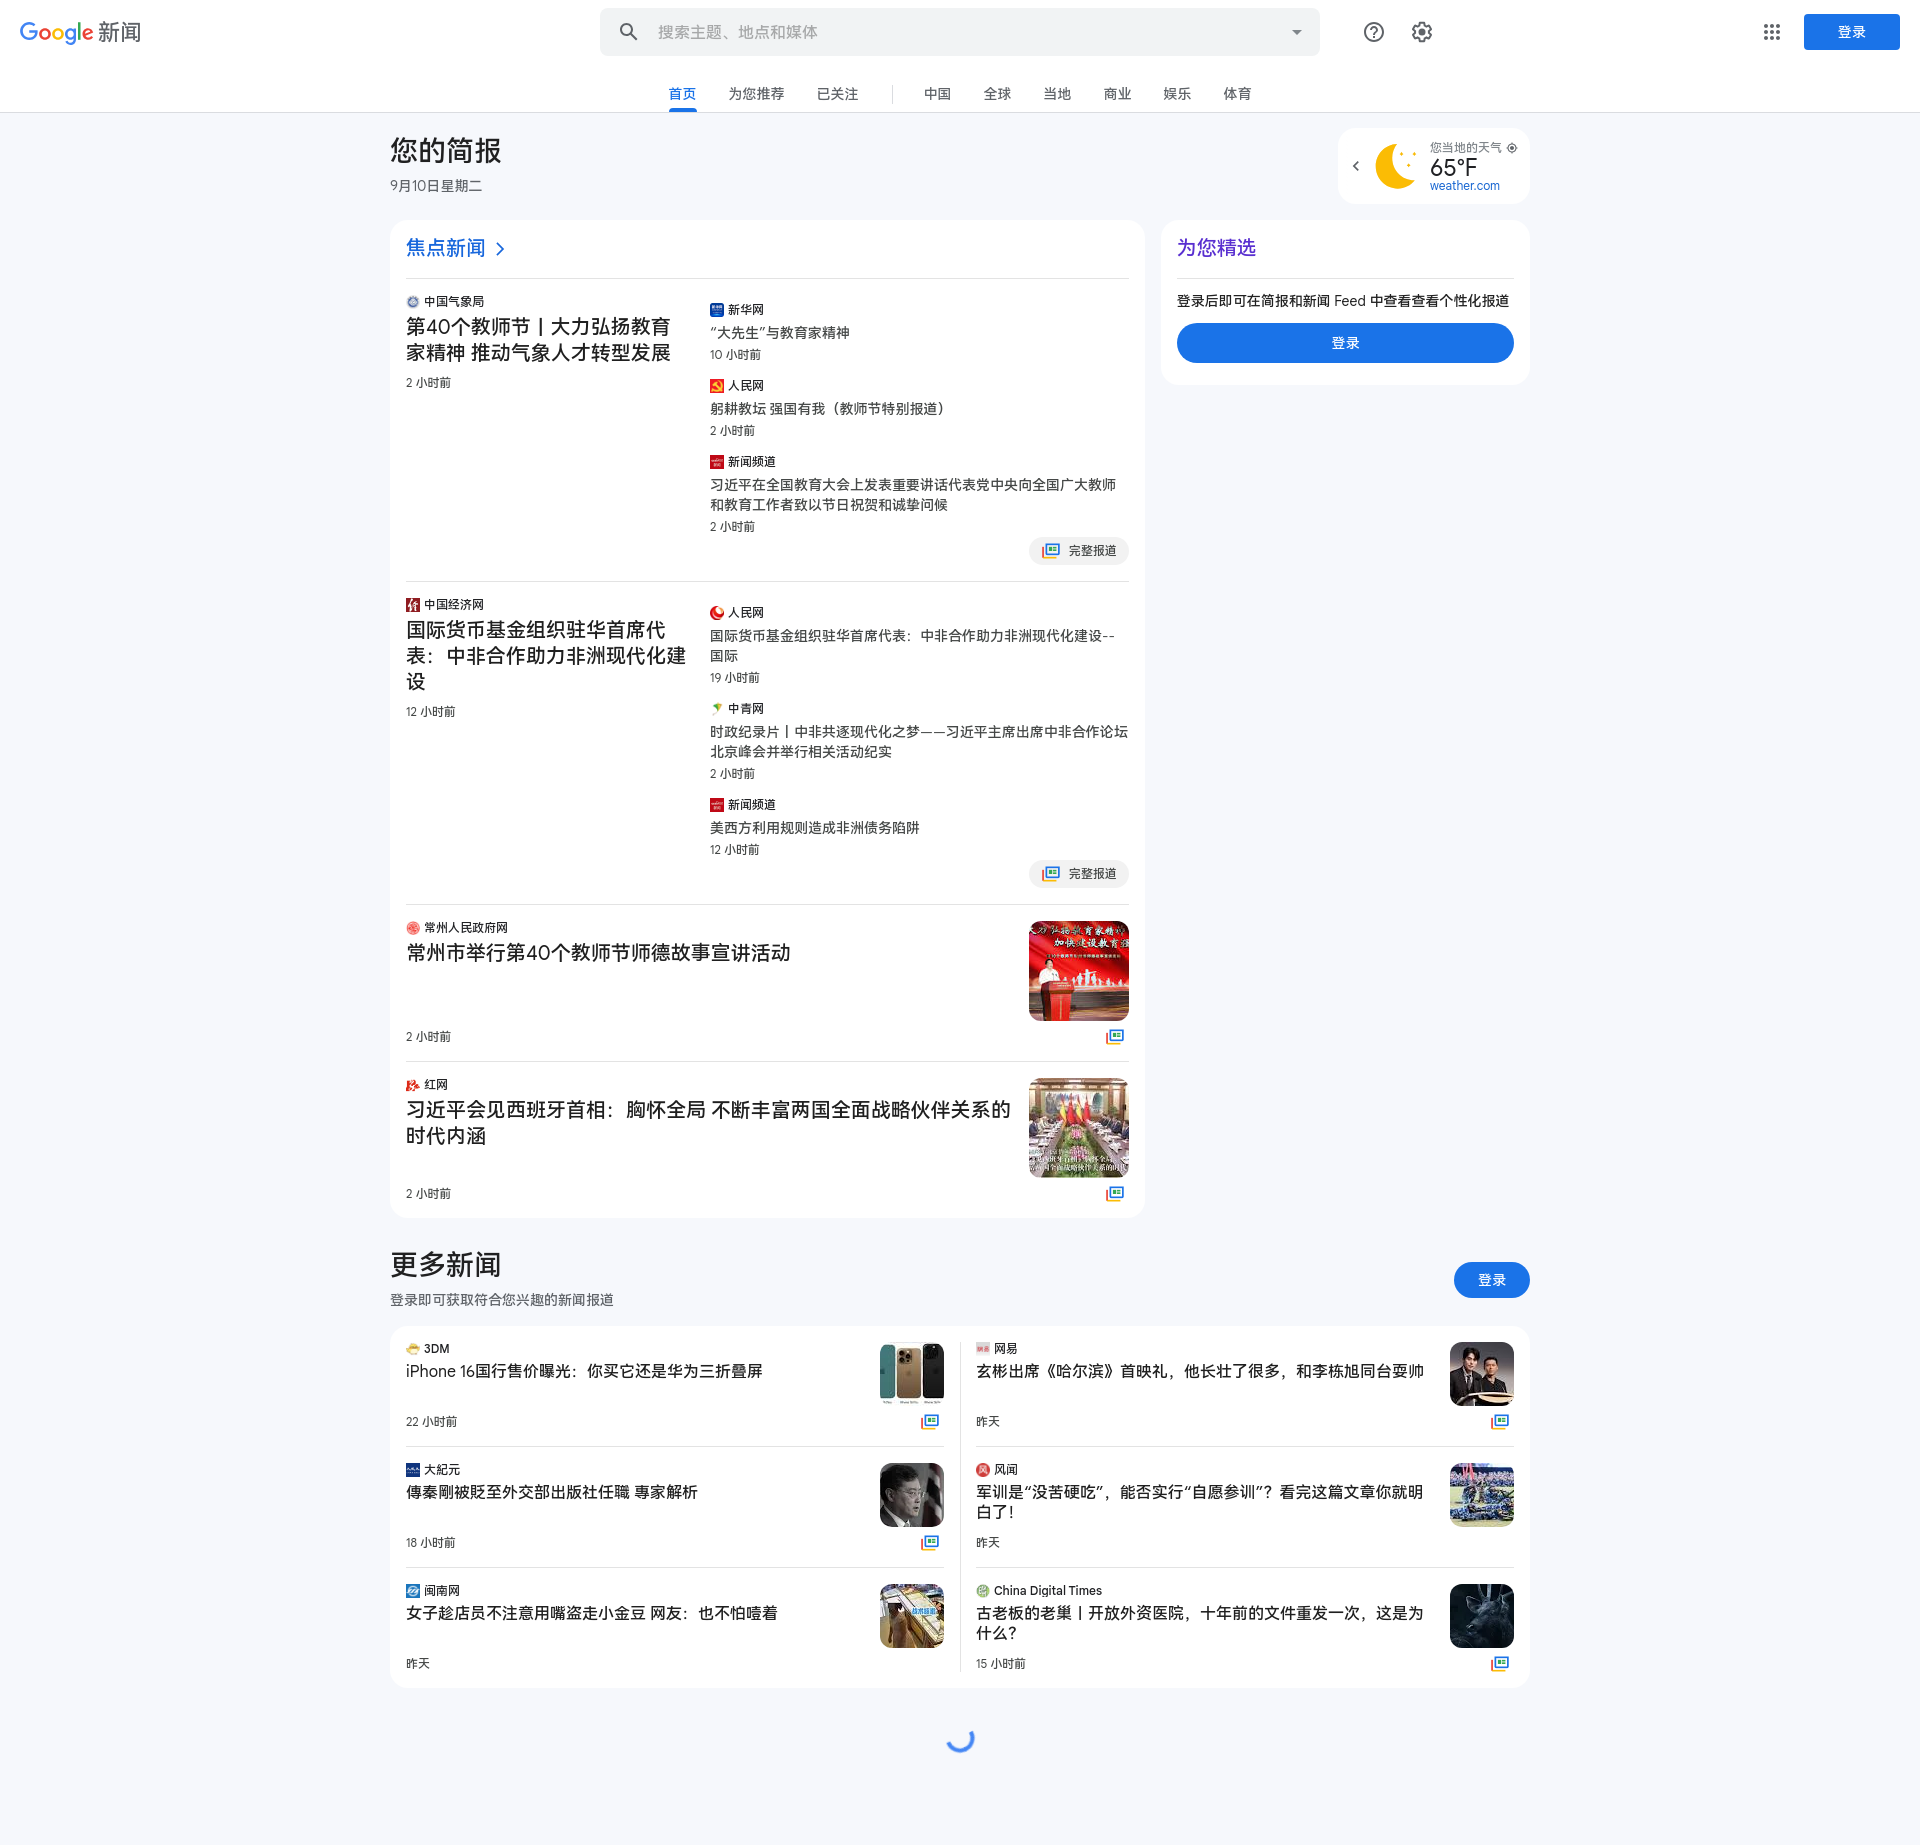 Google 新闻
搜索主题、地点和媒体
登录
首页 为您推荐 已关注 中国 全球 当地 商业 娱乐 体育
您的简报
9月10日星期二
您当地的天气
65°F
weather.com
焦点新闻
中国气象局
第40个教师节丨大力弘扬教育
家精神 推动气象人才转型发展
2 小时前
新华网
“大先生”与教育家精神
10 小时前
人民网
躬耕教坛 强国有我（教师节特别报道）
2 小时前
新闻频道
习近平在全国教育大会上发表重要讲话代表党中央向全国广大教师
和教育工作者致以节日祝贺和诚挚问候
2 小时前
完整报道
为您精选
登录后即可在简报和新闻 Feed 中查看查看个性化报道
登录
中国经济网
国际货币基金组织驻华首席代
表：中非合作助力非洲现代化建
设
12 小时前
人民网
国际货币基金组织驻华首席代表：中非合作助力非洲现代化建设--
国际
19 小时前
中青网
时政纪录片丨中非共逐现代化之梦——习近平主席出席中非合作论坛
北京峰会并举行相关活动纪实
2 小时前
新闻频道
美西方利用规则造成非洲债务陷阱
12 小时前
完整报道
常州人民政府网
常州市举行第40个教师节师德故事宣讲活动
2 小时前
加快建设教育强
红网
习近平会见西班牙首相：胸怀全局 不断丰富两国全面战略伙伴关系的
时代内涵
2 小时前
更多新闻
登录即可获取符合您兴趣的新闻报道
登录
3DM
iPhone 16国行售价曝光：你买它还是华为三折叠屏
22 小时前
大紀元
傳秦剛被貶至外交部出版社任職 專家解析
18 小时前
闽南网
女子趁店员不注意用嘴盗走小金豆 网友：也不怕噎着
昨天
网易
玄彬出席《哈尔滨》首映礼，他长壮了很多，和李栋旭同台耍帅
昨天
风闻
军训是“没苦硬吃”，能否实行“自愿参训”？看完这篇文章你就明
白了！
昨天
China Digital Times
古老板的老巢丨开放外资医院，十年前的文件重发一次，这是为
什么？
15 小时前